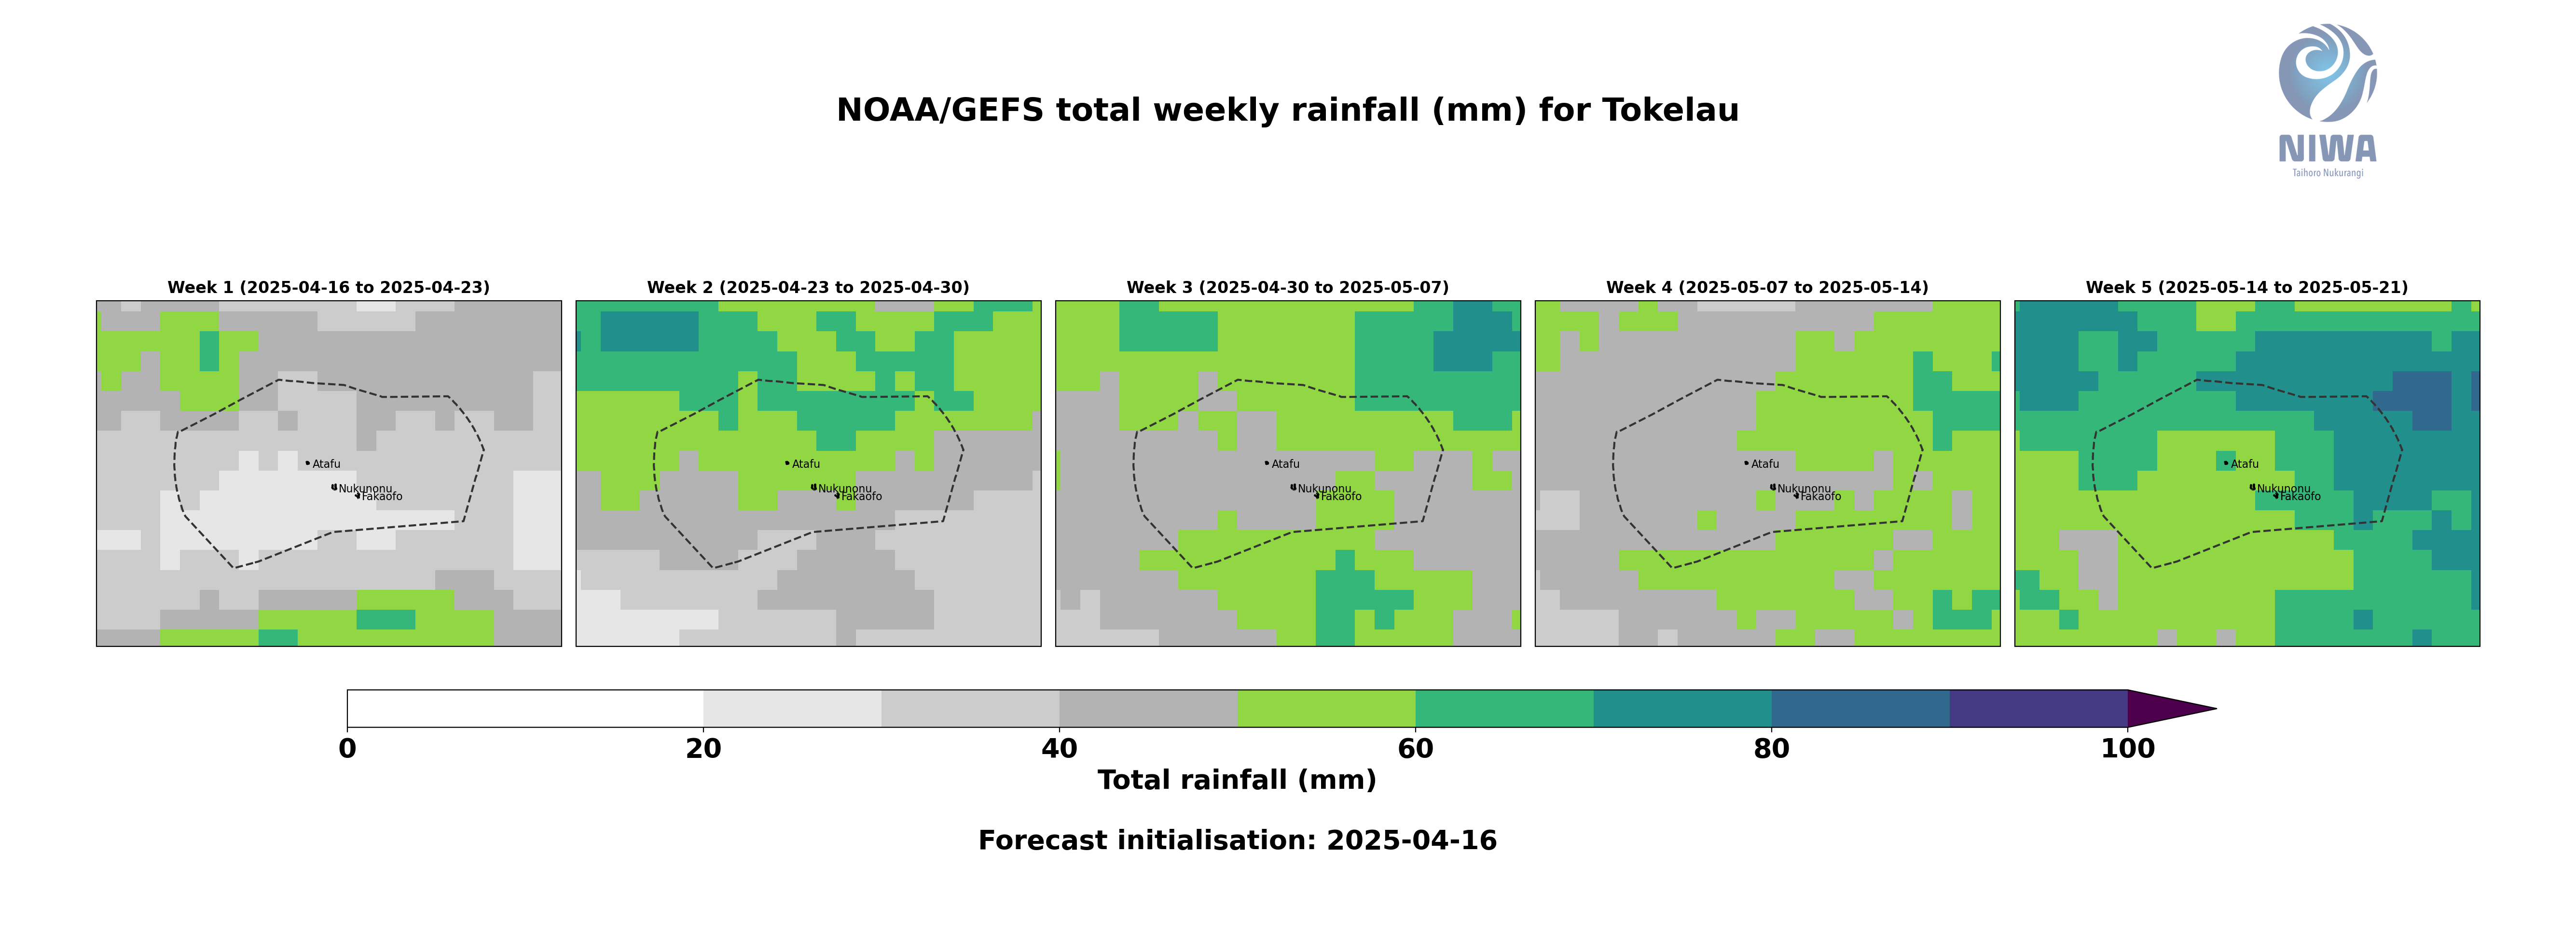 NOAA/GEFS total weekly rainfall (mm) for Tokelau
NIWA
Taihoro Nukurangi
Week 1 (2025-04-16 to 2025-04-23)
Week 2 (2025-04-23 to 2025-04-30)
Week 3 (2025-04-30 to 2025-05-07)
Week 4 (2025-05-07 to 2025-05-14)
Week 5 (2025-05-14 to 2025-05-21)
Atafu
Nukunonu
Fakaofo
Atafu
Nukunonu
Fakaofo
Atafu
Nukunonu
Fakaofo
Atafu
Nukunonu
Fakaofo
Atafu
Nukunonu
Fakaofo
0 20 40 60 80 100
Total rainfall (mm)
Forecast initialisation: 2025-04-16